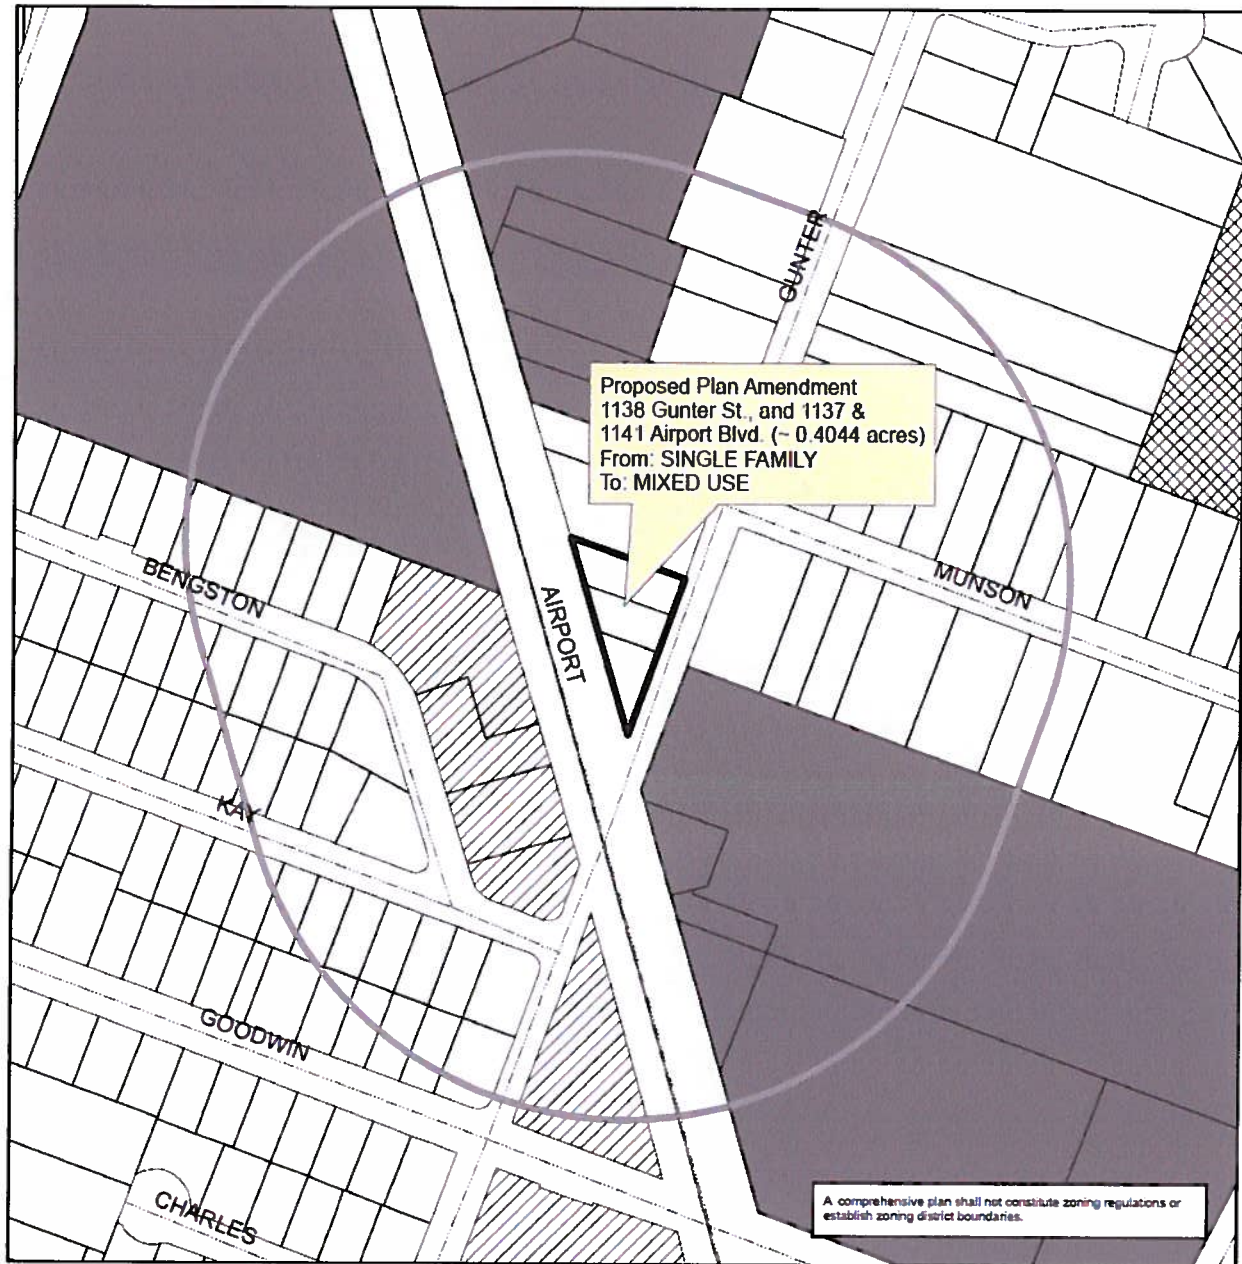 GUNTER
Proposed Plan Amendment
1138 Gunter St., and 1137 &
1141 Airport Blvd. (~ 0.4044 acres)
From: SINGLE FAMILY
To: MIXED USE
BENGSTON
AIRPORT
MUNSON
KAY
GOODWIN
CHARLES
A comprehensive plan shall not constitute zoning regulations or
establish zoning district boundaries.